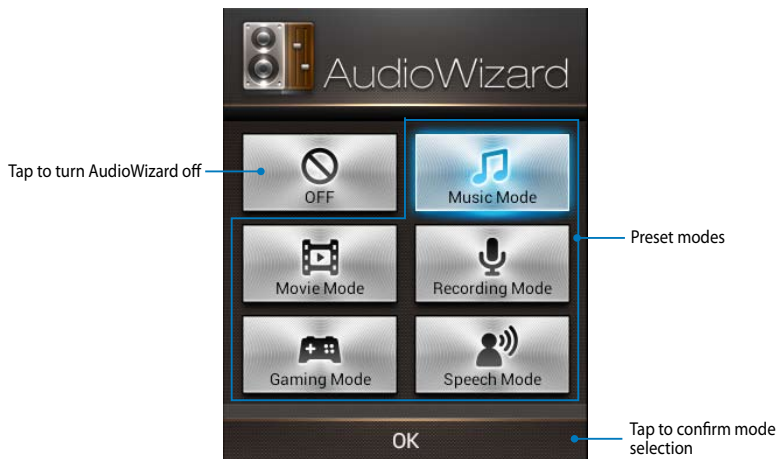 AudioWizard
Tap to turn AudioWizard off
OFF
Music Mode
Preset modes
Movie Mode
Recording Mode
Gaming Mode
Speech Mode
OK
Tap to confirm mode
selection